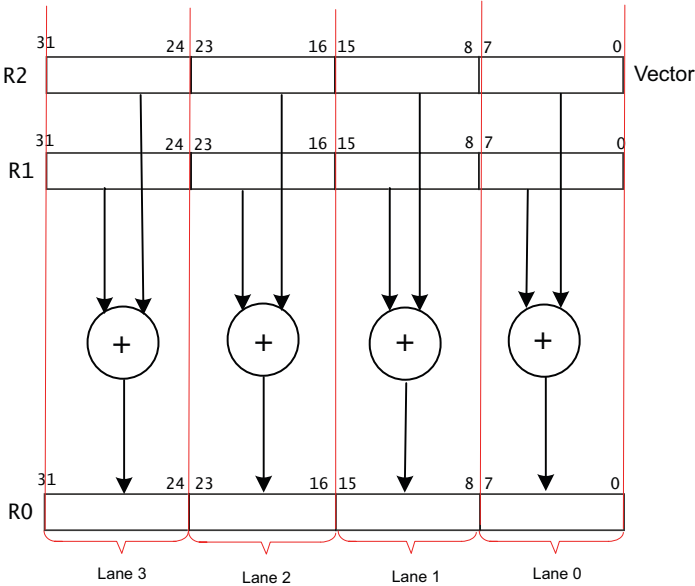 31 24 23 16 15 8 7 0
R2 Vector
31 24 23 16 15 8 7 0
R1
+ + + +
31 24 23 16 15 8 7 0
R0
Lane 3 Lane 2 Lane 1 Lane 0